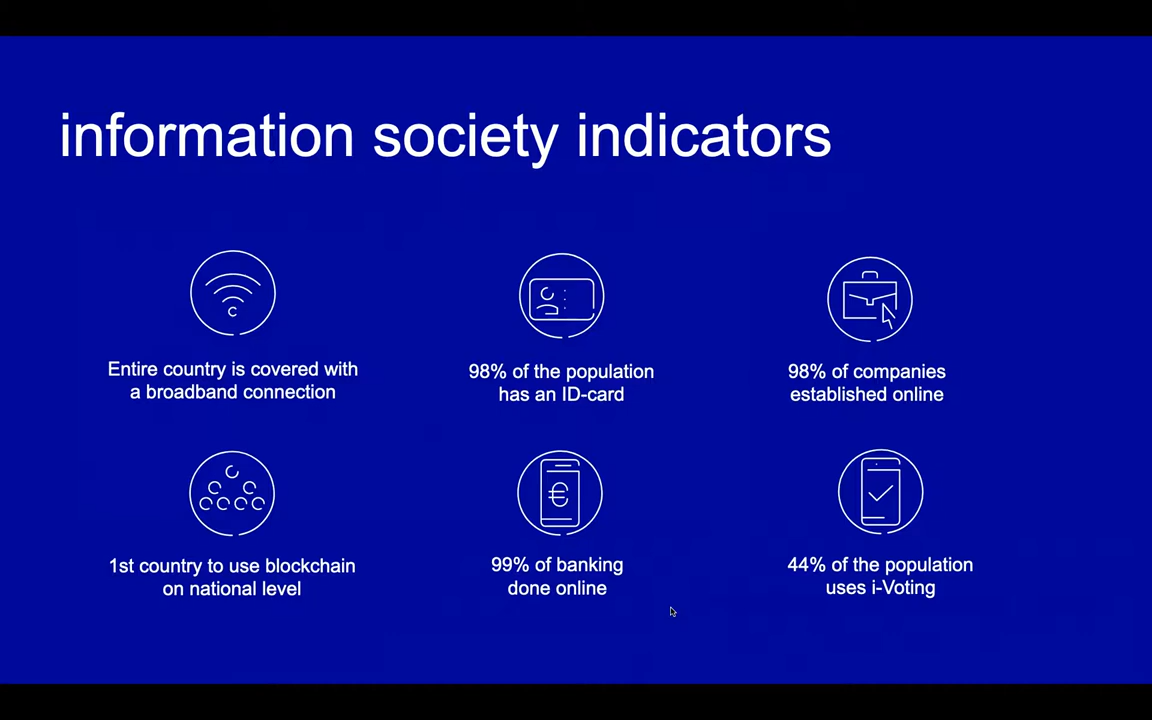 information society indicators
Entire country is covered with
a broadband connection
98% of the population
has an ID-card
98% of companies
established online
1st country to use blockchain
on national level
€
99% of banking
done online
44% of the population
uses i-Voting